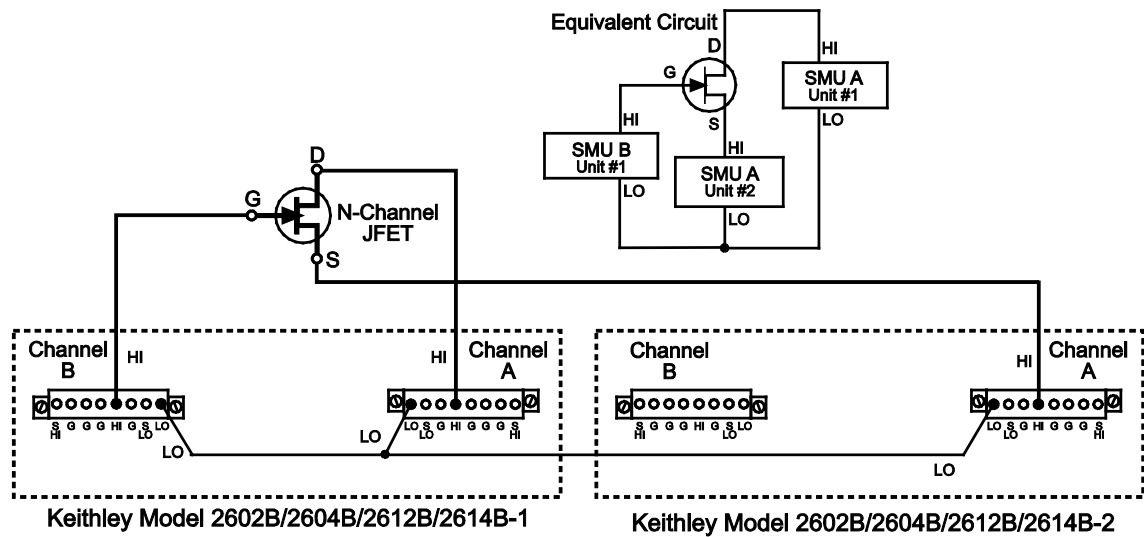 Equivalent Circuit
D
HI
G
SMU A
Unit #1
HI
S
LO
SMU B
Unit #1
HI
SMU A
Unit #2
LO
LO
D
G
N-Channel
JFET
S
Channel
B
HI
HI
Channel
A
Channel
B
HI
Channel
A
S HI G G G HI G S LO LO
LO S LO G HI G G G S HI
S HI G G G HI G S LO LO
LO S LO G HI G G G S HI
LO
LO
LO
Keithley Model 2602B/2604B/2612B/2614B-1
Keithley Model 2602B/2604B/2612B/2614B-2